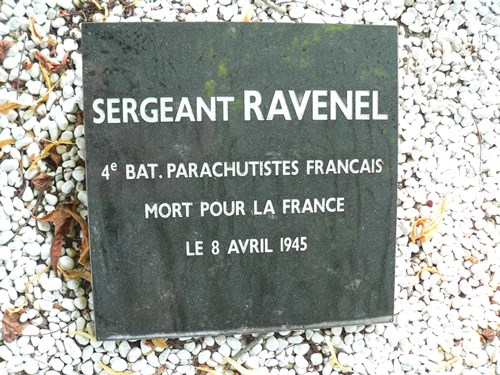 SERGEANT RAVENEL
4e BAT. PARACHUTISTES FRANCAIS
MORT POUR LA FRANCE
LE 8 AVRIL 1945